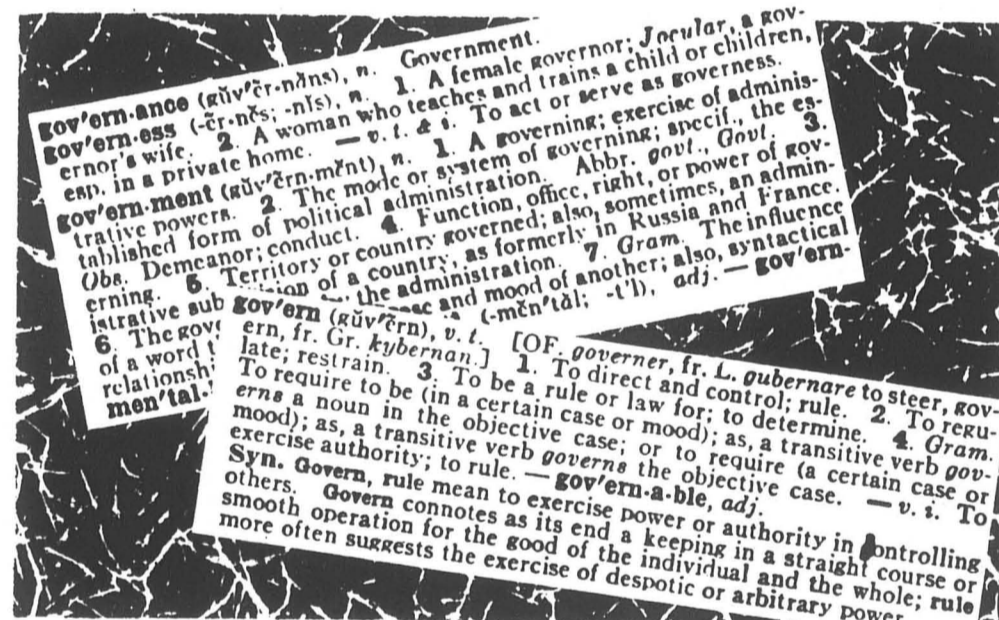 gov'ern·ance (gŭv'ẽr·năns), n. Government.
gov'ern·ess (-ẽr·nĕs; -nĭs), n. 1. A female governor; Jocular, a gov-
ernor's wife. 2. A woman who teaches and trains a child or children,
esp. in a private home. — v. t. & i. To act or serve as governess.
gov'ern·ment (gŭv'ẽrn·mĕnt), n. 1. A governing; exercise of adminis-
trative powers. 2. The mode or system of governing; specif., the es-
tablished form of political administration. Abbr. govt., Govt. 3.
Obs. Demeanor; conduct. 4. Function, office, right, or power of gov-
erning. 5. Territory or country governed; also, sometimes, an admin-
istrative sub ion of a country, as formerly in Russia and France.
6. The gove the administration. 7. Gram. The influence
of a word and mood of another; also, syntactical
relationsh (-mĕn'tăl; -t'l), adj. — gov'ern-
men'tal·
gov'ern (gŭv'ẽrn), v. t. [OF. governer, fr. L. gubernare to steer, gov-
ern, fr. Gr. kybernan.] 1. To direct and control; rule. 2. To regu-
late; restrain. 3. To be a rule or law for; to determine. 4. Gram.
To require to be (in a certain case or mood); as, a transitive verb gov-
erns a noun in the objective case; or to require (a certain case or
mood); as, a transitive verb governs the objective case. — v. i. To
exercise authority; to rule. — gov'ern·a·ble, adj.
Syn. Govern, rule mean to exercise power or authority in controlling
others. Govern connotes as its end a keeping in a straight course or
smooth operation for the good of the individual and the whole; rule
more often suggests the exercise of despotic or arbitrary power